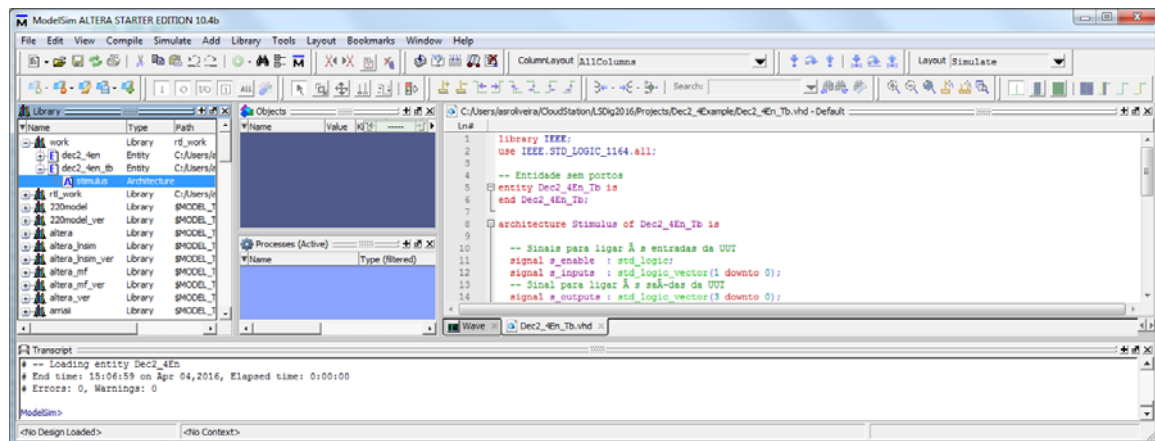 ModelSim ALTERA STARTER EDITION 10.4b
File Edit View Compile Simulate Add Library Tools Layout Bookmarks Window Help
ColumnLayout AllColumns
Layout Simulate
Search:
Library
Name Type Path
work Library rtl_work
dec2_4en Entity C:/Users/a
dec2_4en_tb Entity C:/Users/a
stimulus Architecture
rtl_work Library C:/Users/a
220model Library $MODEL_T
220model_ver Library $MODEL_T
altera Library $MODEL_T
altera_lnsim Library $MODEL_T
altera_lnsim_ver Library $MODEL_T
altera_mf Library $MODEL_T
altera_mf_ver Library $MODEL_T
altera_ver Library $MODEL_T
arriaii Library $MODEL_T
Objects
Name Value
Processes (Active)
Name Type (filtered)
C:/Users/asroliveira/CloudStation/LSDig2016/Projects/Dec2_4Example/Dec2_4En_Tb.vhd - Default
Ln#
1 library IEEE;
2 use IEEE.STD_LOGIC_1164.all;
3
4 -- Entidade sem portos
5 entity Dec2_4En_Tb is
6 end Dec2_4En_Tb;
7
8 architecture Stimulus of Dec2_4En_Tb is
9
10 -- Sinais para ligar Ã s entradas da UUT
11 signal s_enable : std_logic;
12 signal s_inputs : std_logic_vector(1 downto 0);
13 -- Sinal para ligar Ã s saÃ­das da UUT
14 signal s_outputs : std_logic_vector(3 downto 0);
Wave Dec2_4En_Tb.vhd
Transcript
# -- Loading entity Dec2_4En
# End time: 15:06:59 on Apr 04,2016, Elapsed time: 0:00:00
# Errors: 0, Warnings: 0
ModelSim>
<No Design Loaded> <No Context>